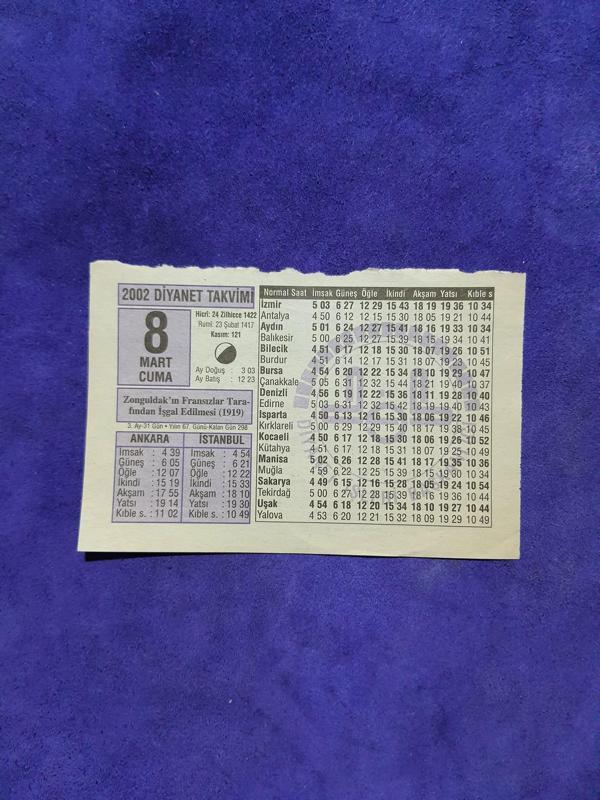 2002 DİYANET TAKVİMİ
8
MART
CUMA
Hicri: 24 Zilhicce 1422
Rumi: 23 Şubat 1417
Kasım: 121
Ay Doğuş : 3 03
Ay Batış : 12 23
Zonguldak'ın Fransızlar Tara-
fından İşgal Edilmesi (1919)
3. Ay-31 Gün • Yılın 67. Günü-Kalan Gün 298
ANKARA
İmsak : 4 39
Güneş : 6 05
Öğle : 12 07
İkindi : 15 19
Akşam : 17 55
Yatsı : 19 14
Kıble s. : 11 02
İSTANBUL
İmsak : 4 54
Güneş : 6 21
Öğle : 12 22
İkindi : 15 33
Akşam : 18 10
Yatsı : 19 30
Kıble s. : 10 49
Normal Saat İmsak Güneş Öğle İkindi Akşam Yatsı Kıble s
İzmir 5 03 6 27 12 29 15 43 18 19 19 36 10 34
Antalya 4 50 6 12 12 15 15 30 18 05 19 21 10 44
Aydın 5 01 6 24 12 27 15 41 18 16 19 33 10 34
Balıkesir 5 00 6 25 12 27 15 39 18 15 19 34 10 41
Bilecik 4 51 6 17 12 18 15 30 18 07 19 26 10 51
Burdur 4 51 6 14 12 17 15 31 18 07 19 23 10 45
Bursa 4 54 6 20 12 22 15 34 18 10 19 29 10 47
Çanakkale 5 05 6 31 12 32 15 44 18 21 19 40 10 37
Denizli 4 56 6 19 12 22 15 36 18 11 19 28 10 40
Edirne 5 03 6 31 12 32 15 42 18 19 19 40 10 43
Isparta 4 50 6 13 12 16 15 30 18 05 19 22 10 46
Kırklareli 5 00 6 29 12 29 15 40 18 17 19 38 10 45
Kocaeli 4 50 6 17 12 18 15 30 18 06 19 26 10 52
Kütahya 4 51 6 17 12 19 15 31 18 07 19 26 10 48
Manisa 5 02 6 26 12 28 15 41 18 17 19 35 10 36
Muğla 4 59 6 22 12 25 15 39 18 15 19 30 10 34
Sakarya 4 49 6 15 12 16 15 28 18 05 19 24 10 54
Tekirdağ 5 00 6 27 12 28 15 39 18 16 19 36 10 44
Uşak 4 54 6 18 12 20 15 34 18 10 19 27 10 44
Yalova 4 53 6 20 12 21 15 32 18 09 19 29 10 49